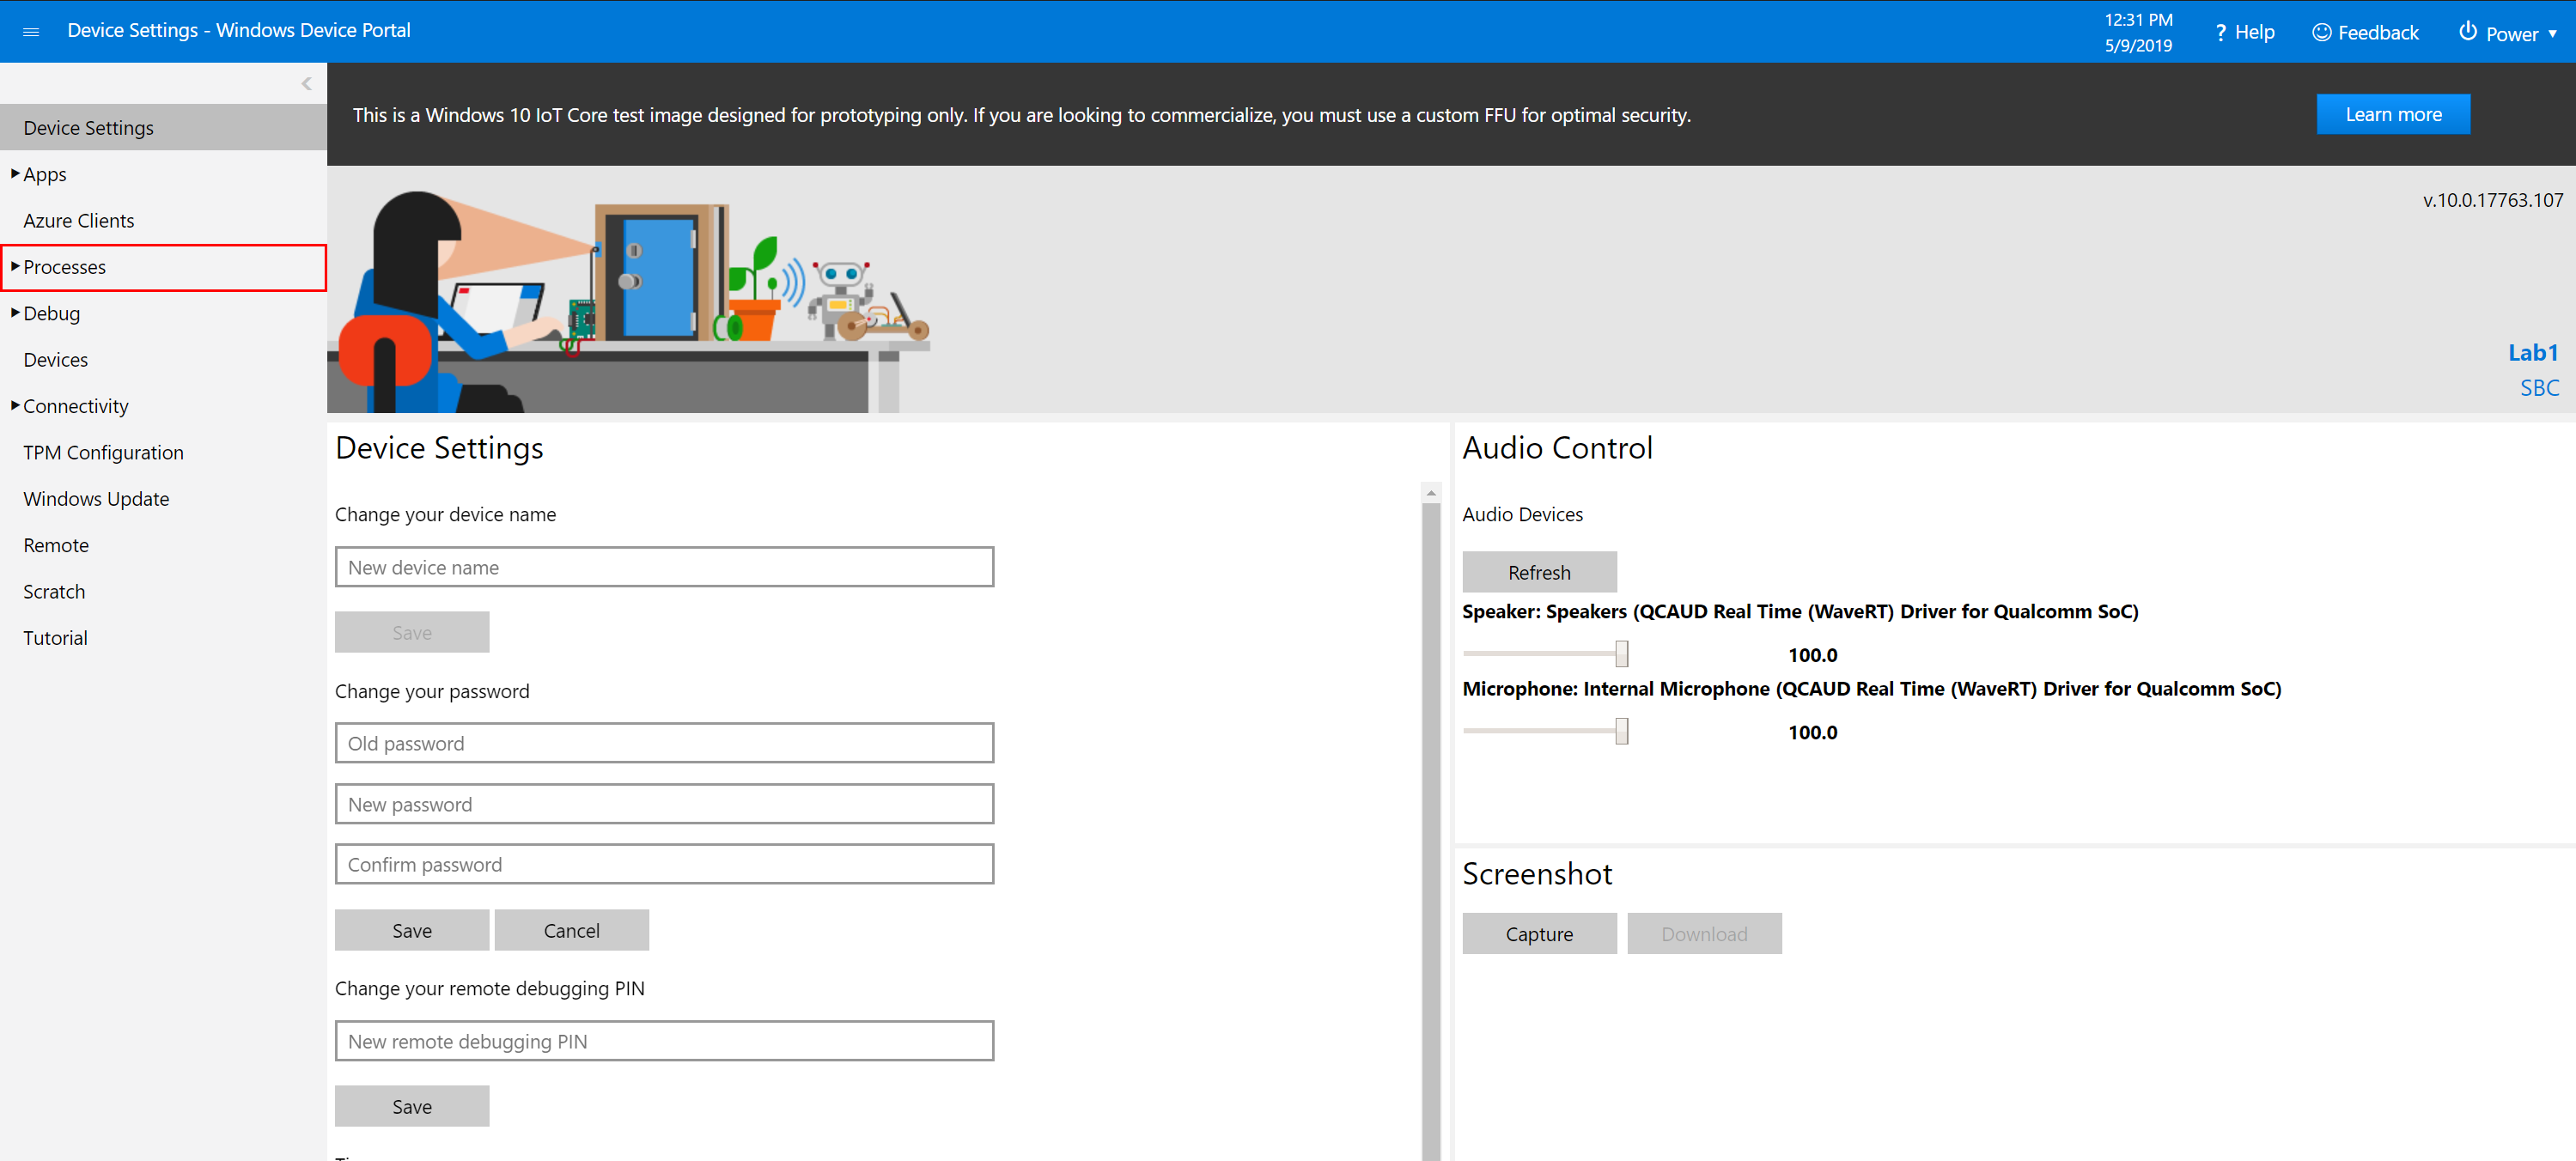 Device Settings - Windows Device Portal
12:31 PM
5/9/2019
? Help
Feedback
Power
Device Settings
Apps
Azure Clients
Processes
Debug
Devices
Connectivity
TPM Configuration
Windows Update
Remote
Scratch
Tutorial
This is a Windows 10 IoT Core test image designed for prototyping only. If you are looking to commercialize, you must use a custom FFU for optimal security.
Learn more
v.10.0.17763.107
Lab1
SBC
Device Settings
Change your device name
New device name
Save
Change your password
Old password
New password
Confirm password
Save
Cancel
Change your remote debugging PIN
New remote debugging PIN
Save
Audio Control
Audio Devices
Refresh
Speaker: Speakers (QCAUD Real Time (WaveRT) Driver for Qualcomm SoC)
100.0
Microphone: Internal Microphone (QCAUD Real Time (WaveRT) Driver for Qualcomm SoC)
100.0
Screenshot
Capture
Download